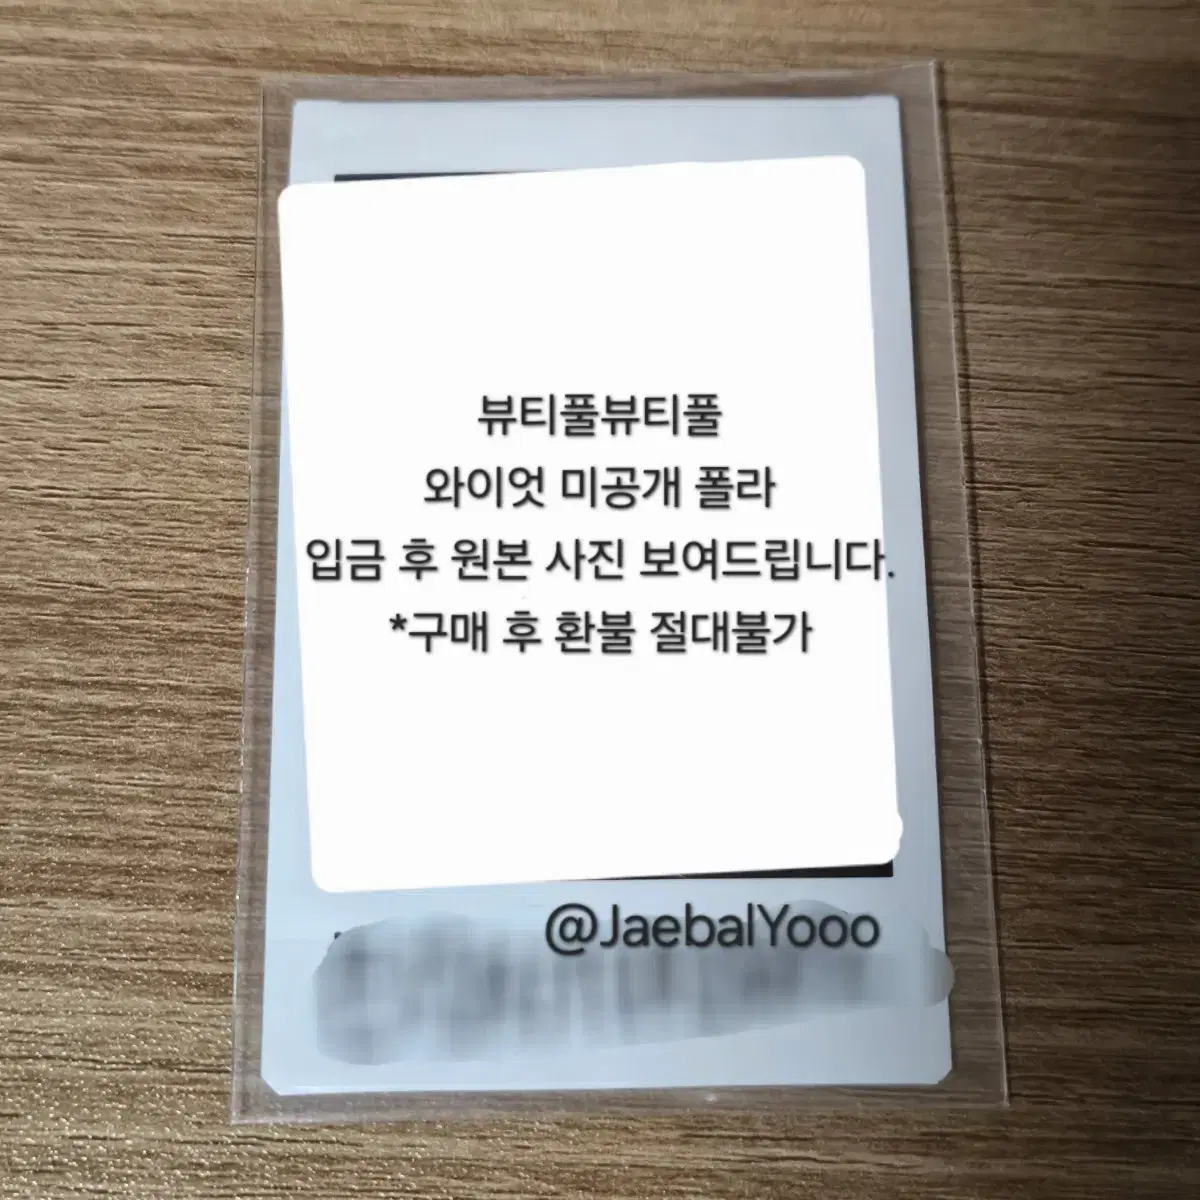 뷰티풀뷰티풀
와이엇 미공개 폴라
입금 후 원본 사진 보여드립니다.
*구매 후 환불 절대불가
@JaebalYooo